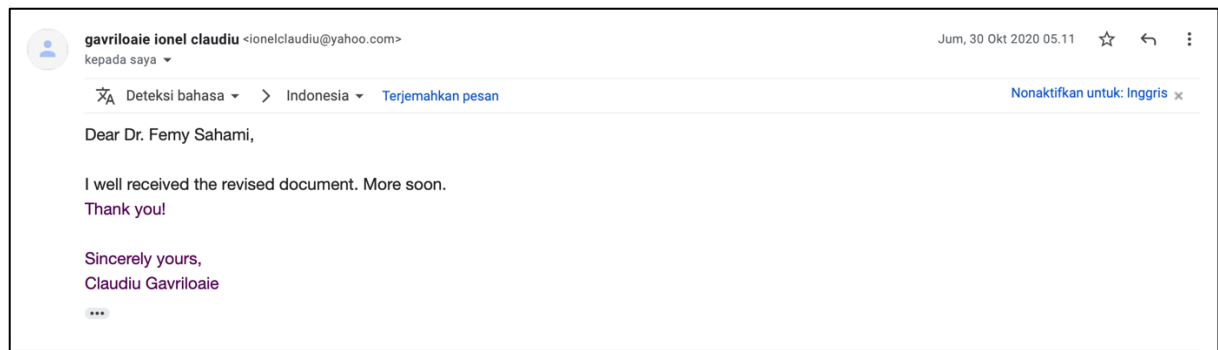 gavriloaie ionel claudiu <ionelclaudiu@yahoo.com>
Jum, 30 Okt 2020 05.11
kepada saya
Deteksi bahasa > Indonesia Terjemahkan pesan
Nonaktifkan untuk: Inggris ×
Dear Dr. Femy Sahami,
I well received the revised document. More soon.
Thank you!
Sincerely yours,
Claudiu Gavriloaie